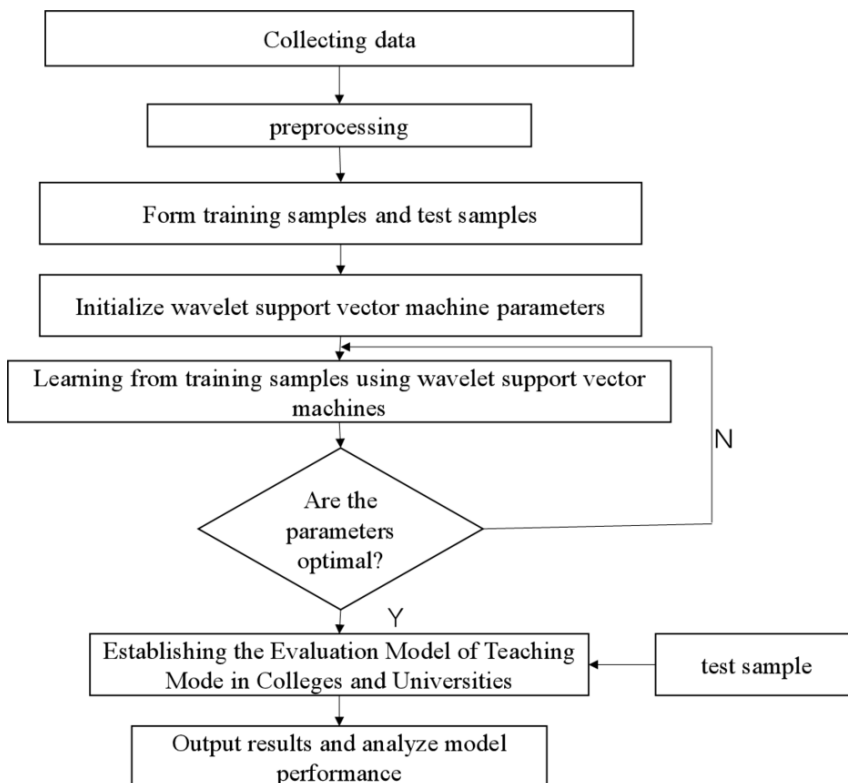 Collecting data
preprocessing
Form training samples and test samples
Initialize wavelet support vector machine parameters
Learning from training samples using wavelet support vector
machines
N
Are the
parameters
optimal?
Y
Establishing the Evaluation Model of Teaching
Mode in Colleges and Universities
test sample
Output results and analyze model
performance